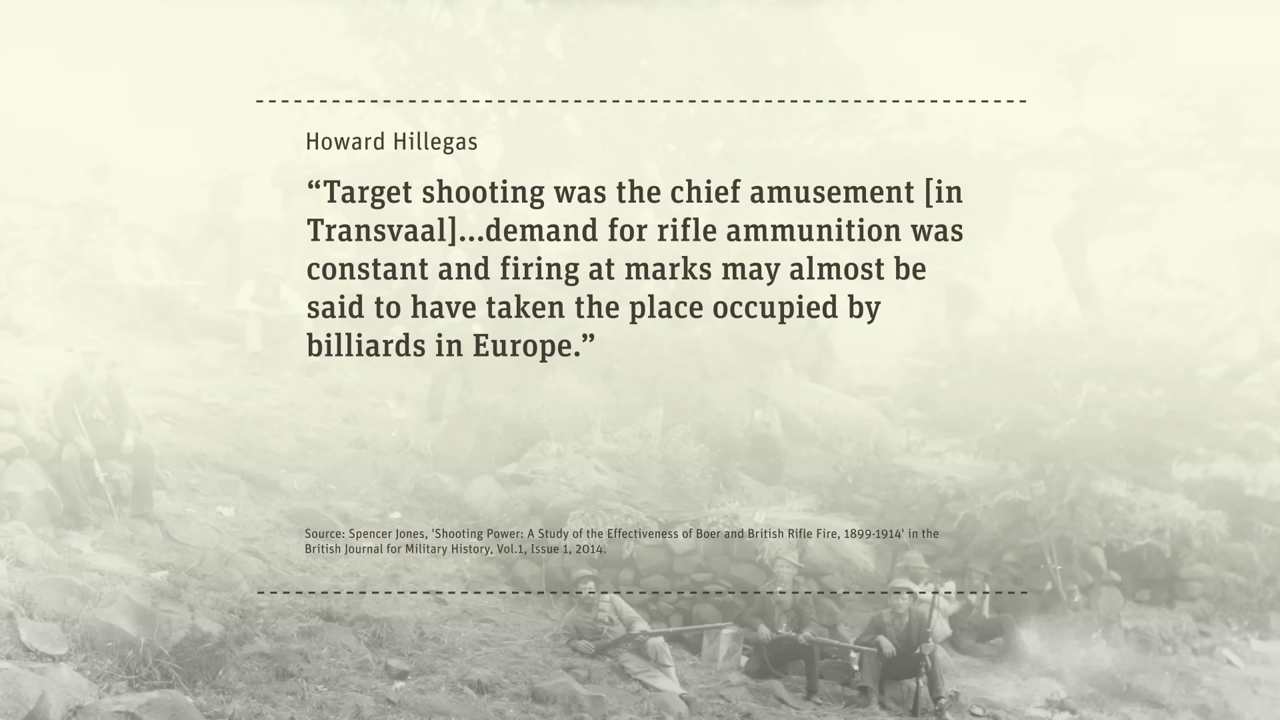 Howard Hillegas
“Target shooting was the chief amusement [in
Transvaal]...demand for rifle ammunition was
constant and firing at marks may almost be
said to have taken the place occupied by
billiards in Europe.”
Source: Spencer Jones, 'Shooting Power: A Study of the Effectiveness of Boer and British Rifle Fire, 1899-1914' in the
British Journal for Military History, Vol.1, Issue 1, 2014.